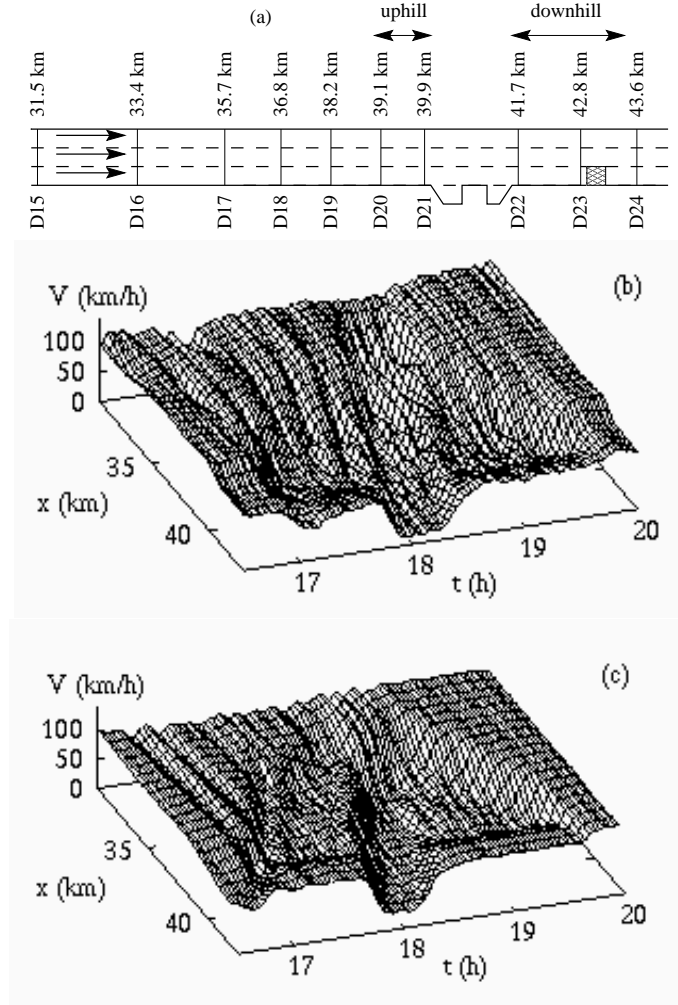 (a)
uphill
downhill
31.5 km
33.4 km
35.7 km
36.8 km
38.2 km
39.1 km
39.9 km
41.7 km
42.8 km
43.6 km
D15
D16
D17
D18
D19
D20
D21
D22
D23
D24
(b)
V (km/h)
100
50
0
35
x (km)
40
17
18
19
20
t (h)
(c)
V (km/h)
100
50
0
35
x (km)
40
17
18
19
20
t (h)